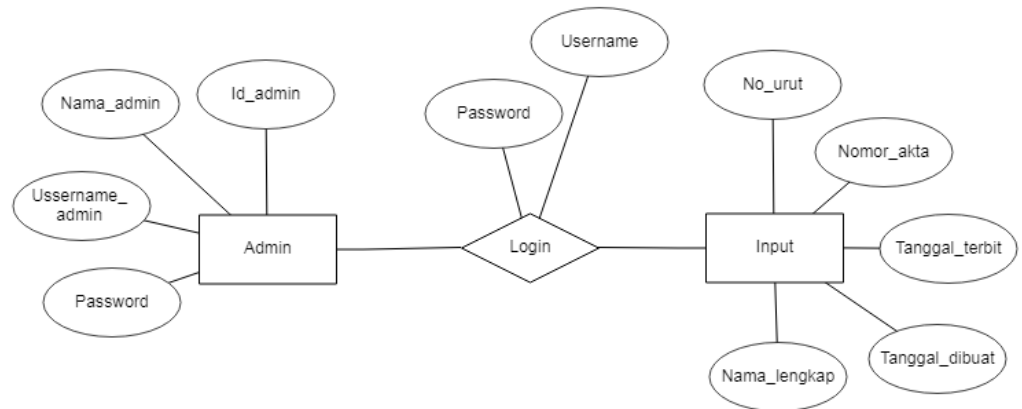 Username
No_urut
Id_admin
Nama_admin
Password
Nomor_akta
Ussername_
admin
Admin
Login
Input
Tanggal_terbit
Password
Tanggal_dibuat
Nama_lengkap